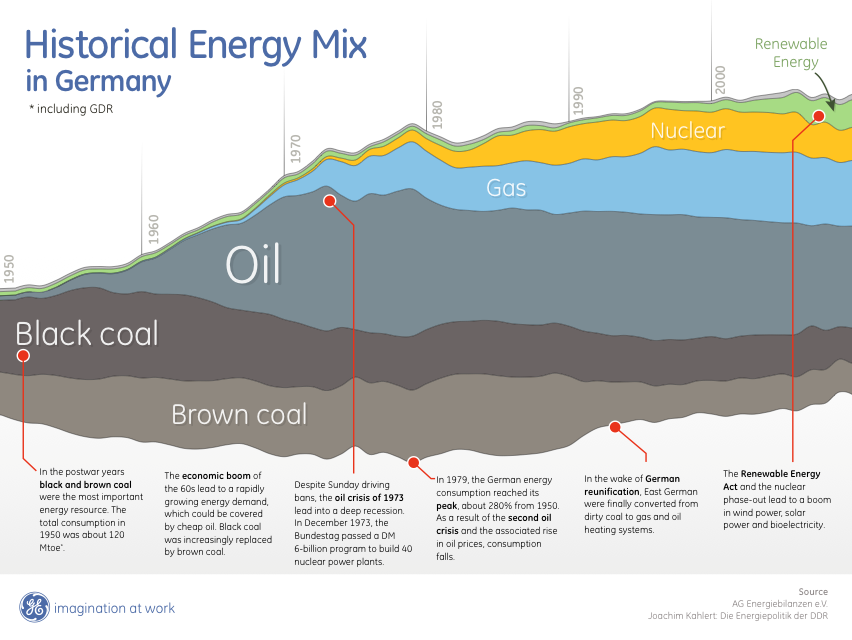 Historical Energy Mix
in Germany
* including GDR
1950
1960
1970
1980
1990
2000
Renewable
Energy
Nuclear
Gas
Oil
Black coal
Brown coal
In the postwar years
black and brown coal
were the most important
energy resource. The
total consumption in
1950 was about 120
Mtoe*.
The economic boom of
the 60s lead to a rapidly
growing energy demand,
which could be covered
by cheap oil. Black coal
was increasingly replaced
by brown coal.
Despite Sunday driving
bans, the oil crisis of 1973
lead into a deep recession.
In December 1973, the
Bundestag passed a DM
6-billion program to build 40
nuclear power plants.
In 1979, the German energy
consumption reached its
peak, about 280% from 1950.
As a result of the second oil
crisis and the associated rise
in oil prices, consumption
falls.
In the wake of German
reunification, East German
were finally converted from
dirty coal to gas and oil
heating systems.
The Renewable Energy
Act and the nuclear
phase-out lead to a boom
in wind power, solar
power and bioelectricity.
GE
imagination at work
Source
AG Energiebilanzen e.V.
Joachim Kahlert: Die Energiepolitik der DDR